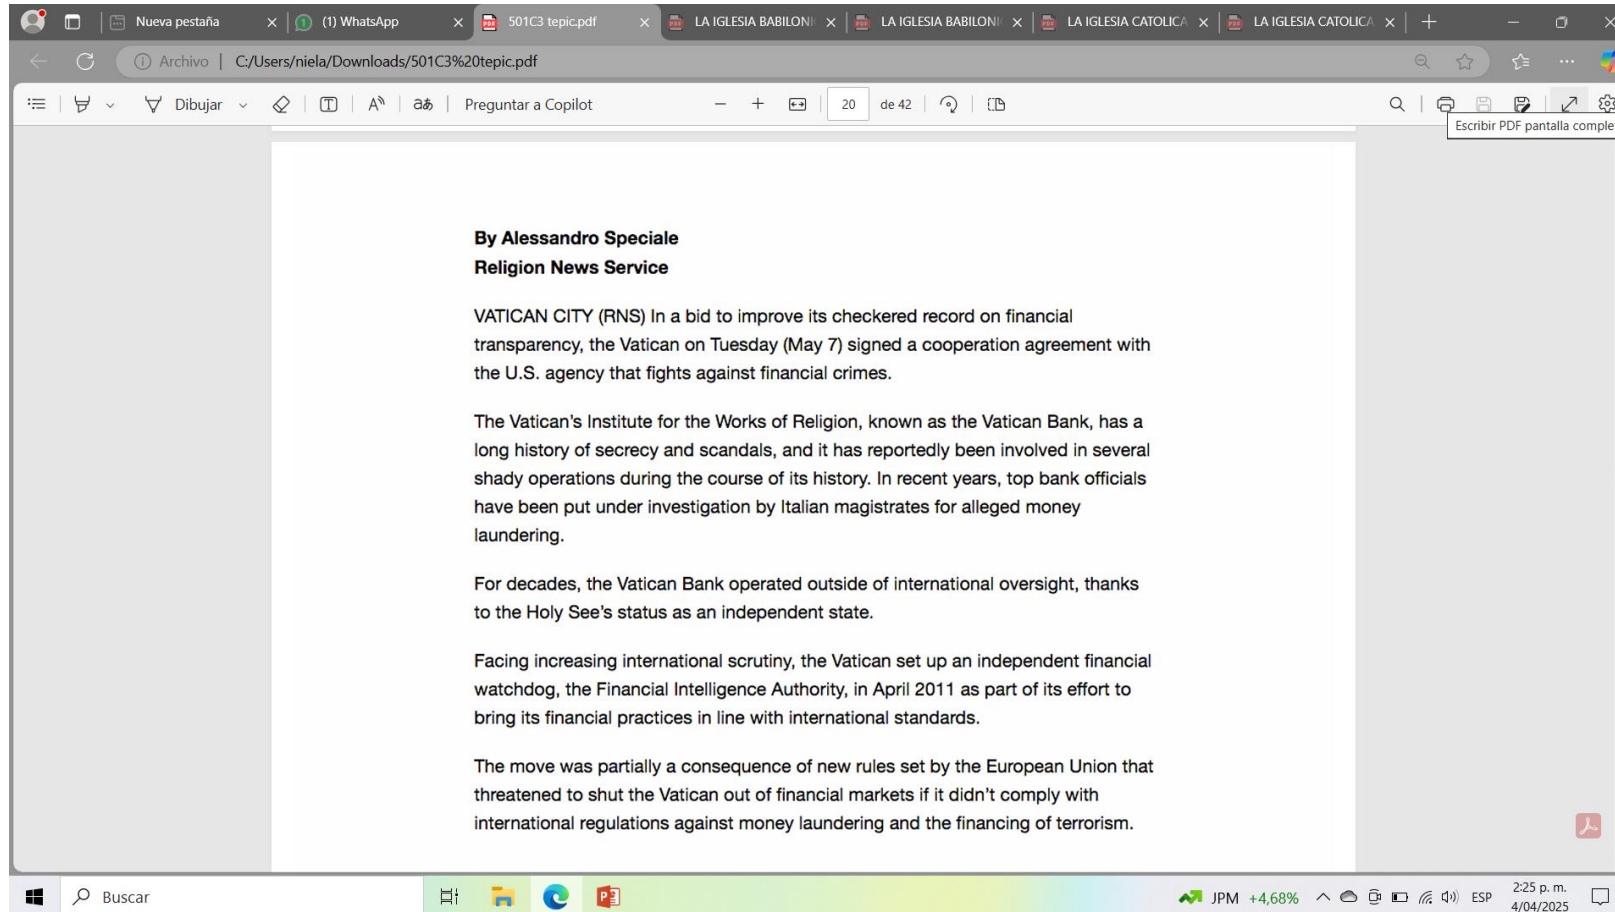 Nueva pestaña
(1) WhatsApp
501C3 tepic.pdf
LA IGLESIA BABILONI
LA IGLESIA BABILONI
LA IGLESIA CATOLICA
LA IGLESIA CATOLICA
Archivo
C:/Users/niela/Downloads/501C3%20tepic.pdf
Dibujar
Preguntar a Copilot
20 de 42
Escribir PDF pantalla comple
By Alessandro Speciale
Religion News Service
VATICAN CITY (RNS) In a bid to improve its checkered record on financial
transparency, the Vatican on Tuesday (May 7) signed a cooperation agreement with
the U.S. agency that fights against financial crimes.
The Vatican's Institute for the Works of Religion, known as the Vatican Bank, has a
long history of secrecy and scandals, and it has reportedly been involved in several
shady operations during the course of its history. In recent years, top bank officials
have been put under investigation by Italian magistrates for alleged money
laundering.
For decades, the Vatican Bank operated outside of international oversight, thanks
to the Holy See's status as an independent state.
Facing increasing international scrutiny, the Vatican set up an independent financial
watchdog, the Financial Intelligence Authority, in April 2011 as part of its effort to
bring its financial practices in line with international standards.
The move was partially a consequence of new rules set by the European Union that
threatened to shut the Vatican out of financial markets if it didn't comply with
international regulations against money laundering and the financing of terrorism.
Buscar
JPM +4,68%
ESP
2:25 p. m.
4/04/2025